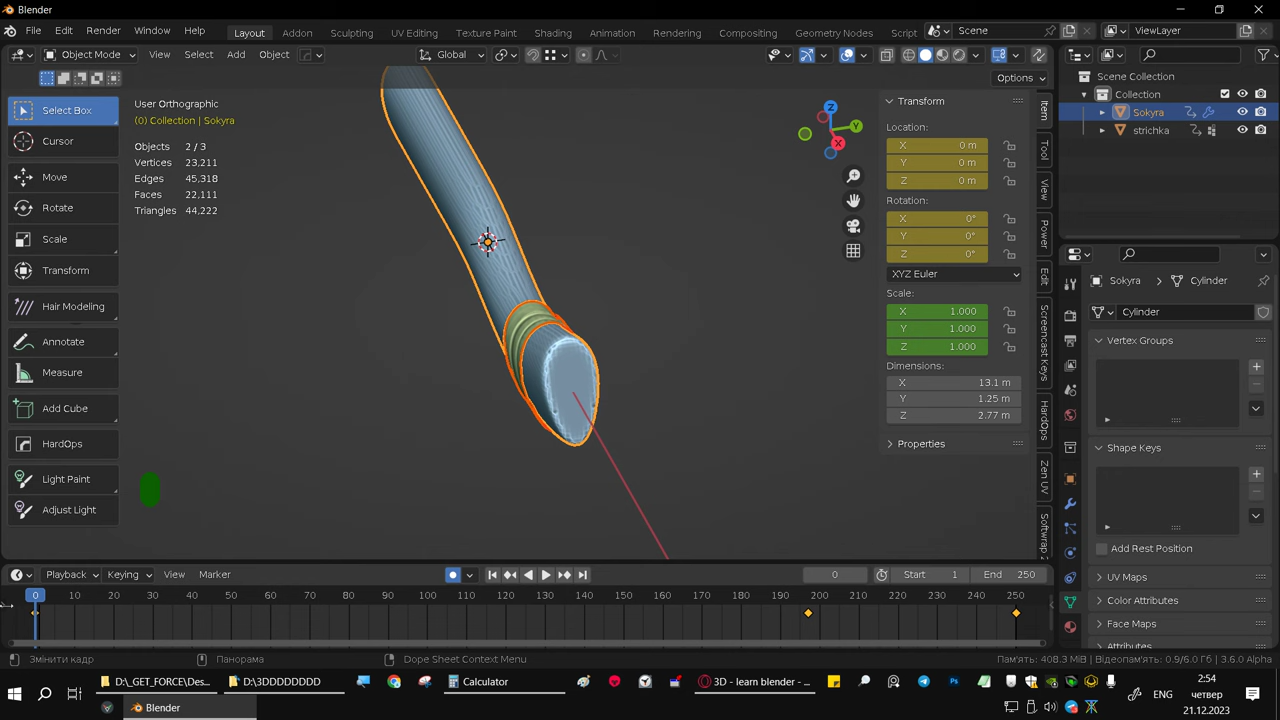 Blender
File Edit Render Window Help Layout Addon Sculpting UV Editing Texture Paint Shading Animation Rendering Compositing Geometry Nodes Script Scene ViewLayer
Object Mode View Select Add Object Global
Options
Select Box
Cursor
Move
Rotate
Scale
Transform
Hair Modeling
Annotate
Measure
Add Cube
HardOps
Light Paint
Adjust Light
User Orthographic
(0) Collection | Sokyra
Objects 2 / 3
Vertices 23,211
Edges 45,318
Faces 22,111
Triangles 44,222
Z
Y
X
Transform
Location:
X 0 m
Y 0 m
Z 0 m
Rotation:
X 0°
Y 0°
Z 0°
XYZ Euler
Scale:
X 1.000
Y 1.000
Z 1.000
Dimensions:
X 13.1 m
Y 1.25 m
Z 2.77 m
Properties
Item
Tool
View
Power
Edit
Screencast Keys
HardOps
Zen UV
Softwrap 2
Scene Collection
Collection
Sokyra
strichka
Sokyra Cylinder
Cylinder
Vertex Groups
Shape Keys
Add Rest Position
UV Maps
Color Attributes
Face Maps
Attributes
Playback Keying View Marker 0 Start 1 End 250
0 10 20 30 40 50 60 70 80 90 100 110 120 130 140 150 160 170 180 190 200 210 220 230 240 250
Змінити кадр Панорама Dope Sheet Context Menu Пам'ять: 408.3 MiB | Відеопам'ять: 0.9/6.0 Gi | 3.6.0 Alpha
D:\_GET_FORCE\Des... D:\3DDDDDDDD Calculator 3D - learn blender - ...
Blender
ENG
2:54
четвер
21.12.2023